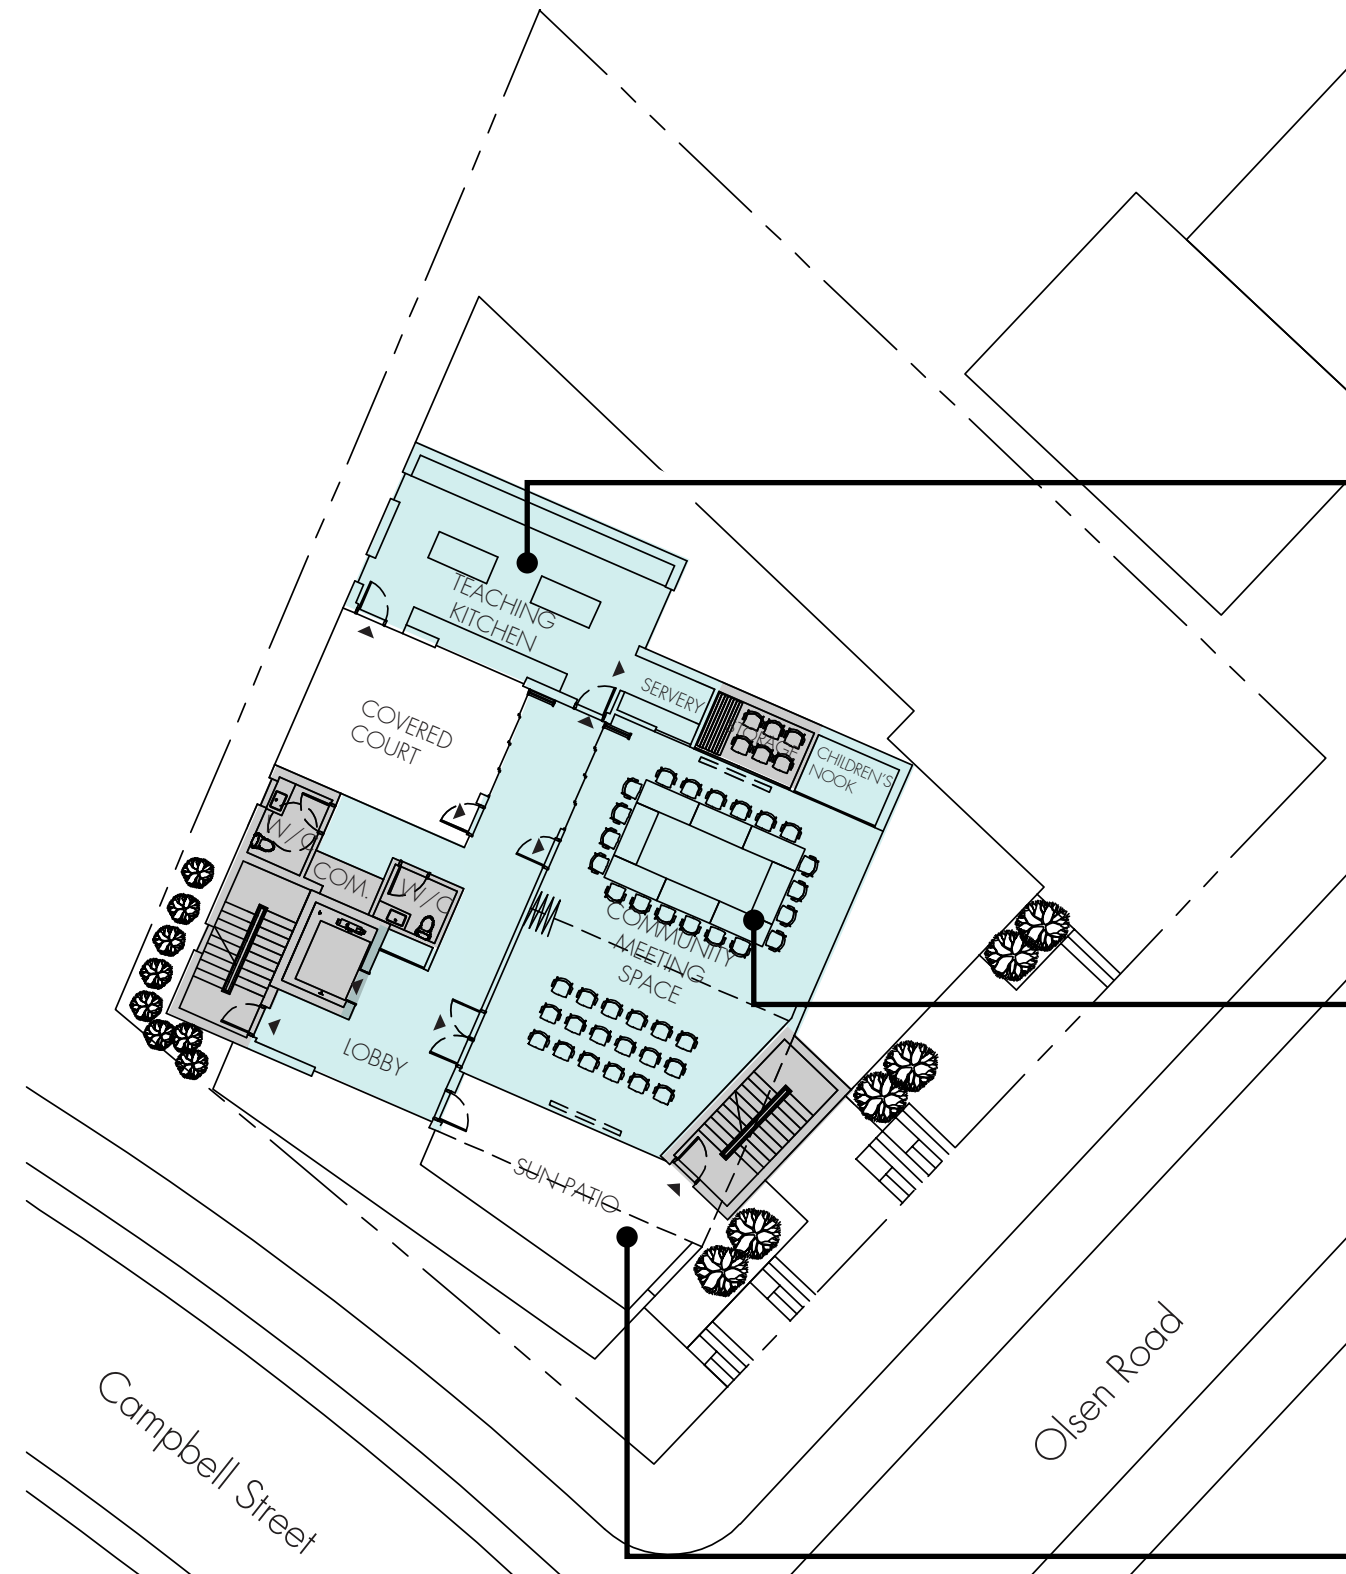 TEACHING
KITCHEN
SERVERY
STORAGE
CHILDREN'S
NOOK
COVERED
COURT
W/C
COM.
W/C
COMMUNITY
MEETING
SPACE
LOBBY
SUN PATIO
Campbell Street
Olsen Road